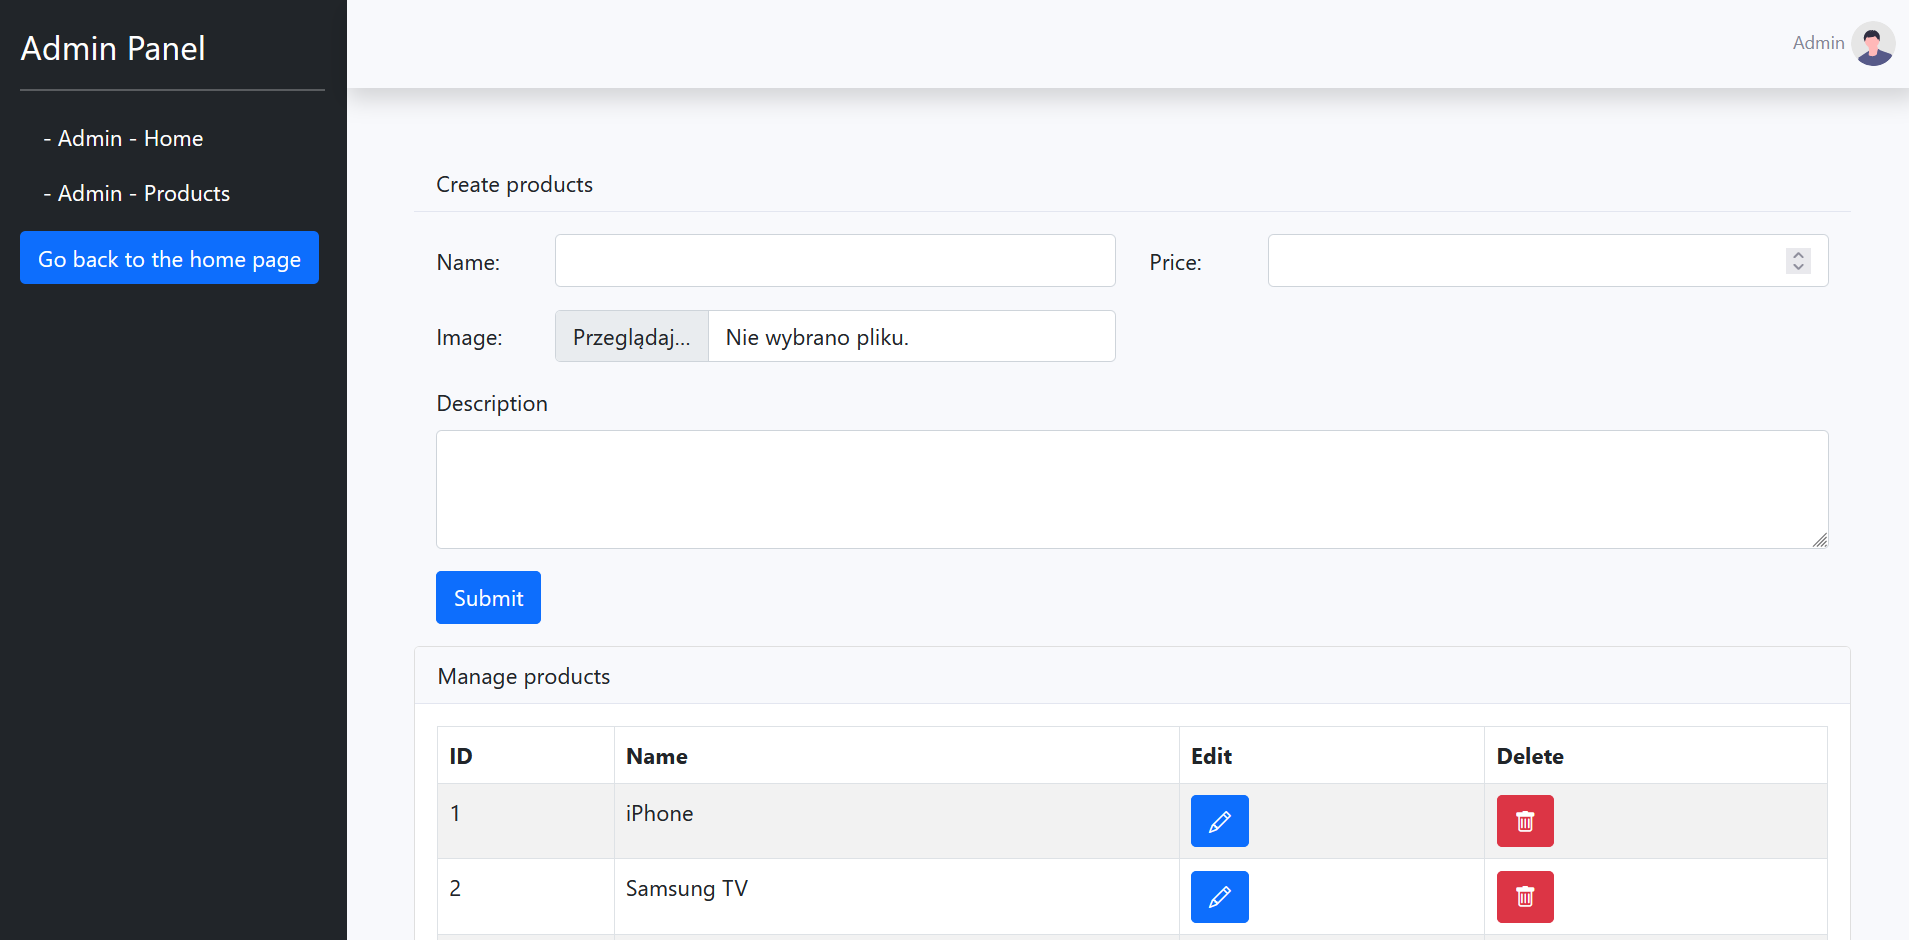 Admin Panel
- Admin - Home
- Admin - Products
Go back to the home page
Admin
Create products
Name:
Price:
Image:
Przeglądaj... Nie wybrano pliku.
Description
Submit
Manage products
ID Name Edit Delete
1 iPhone
2 Samsung TV